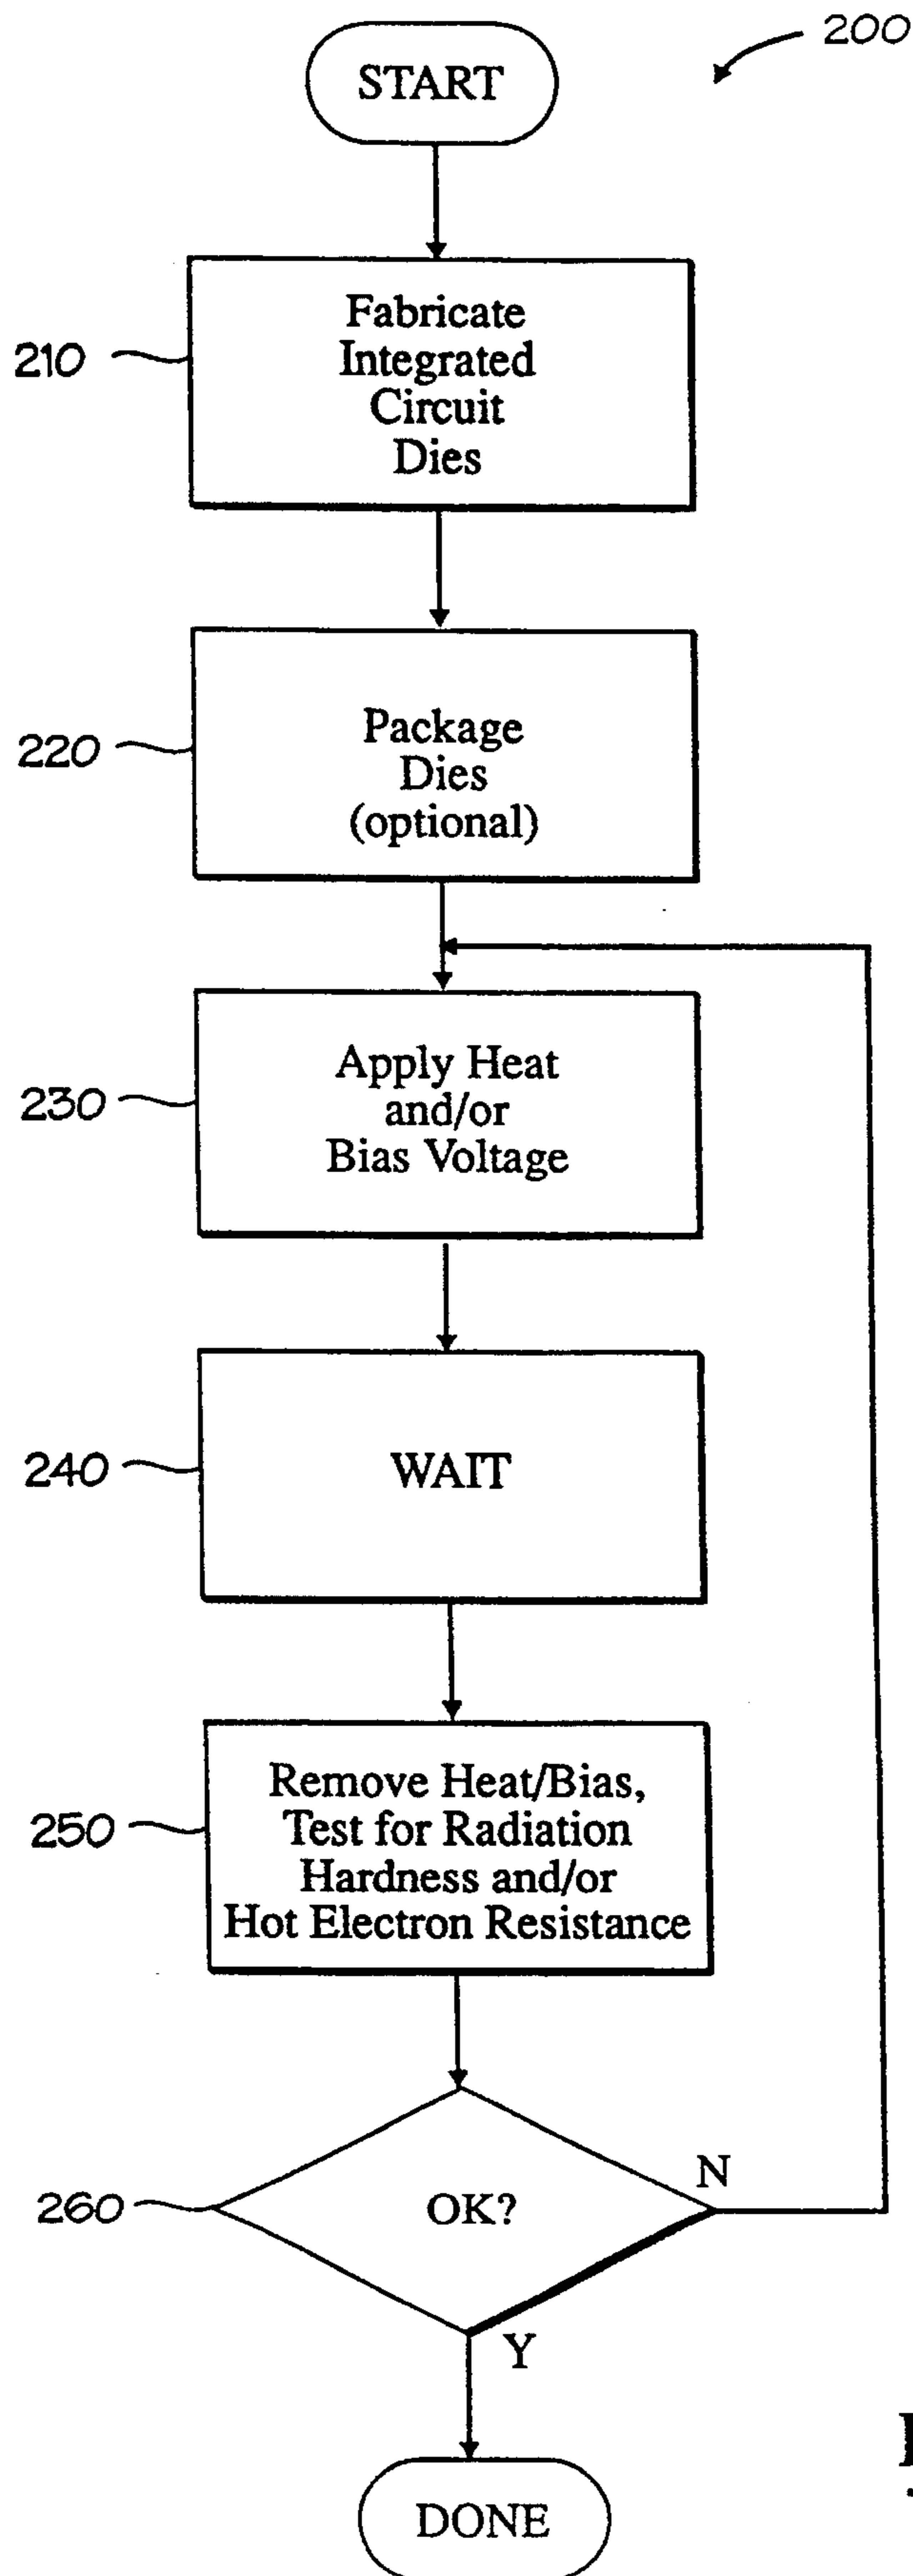 200
START
210
Fabricate
Integrated
Circuit
Dies
220
Package
Dies
(optional)
230
Apply Heat
and/or
Bias Voltage
240
WAIT
250
Remove Heat/Bias,
Test for Radiation
Hardness and/or
Hot Electron Resistance
260
OK?
N
Y
DONE